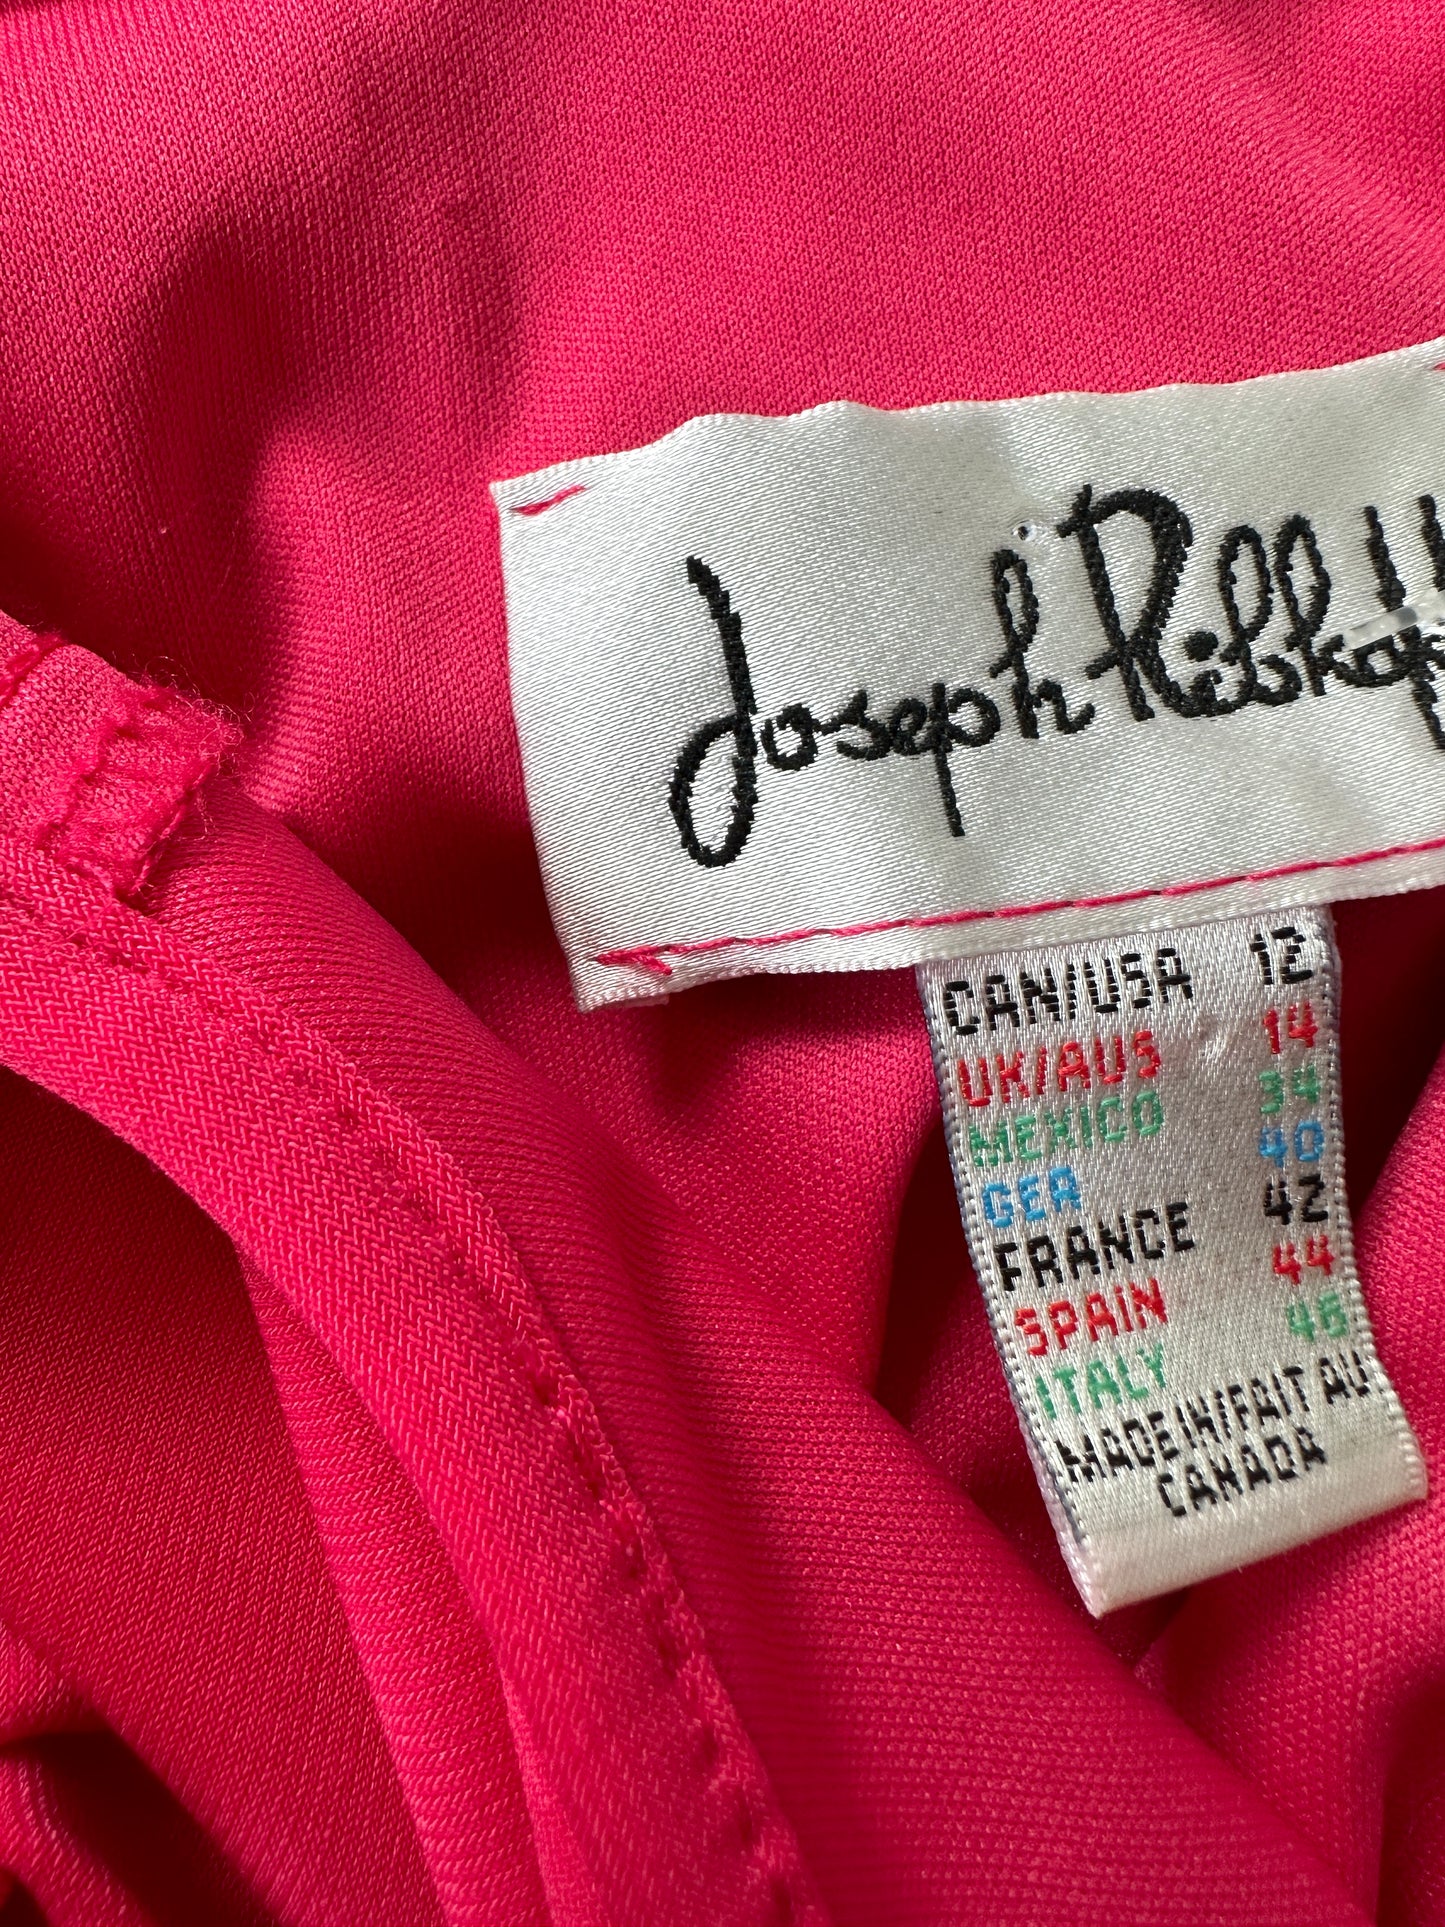 Joseph Ribkoff
CAN/USA 12
UK/AUS 14
MEXICO 34
GER 40
FRANCE 42
SPAIN 44
ITALY 46
MADE IN/FAIT AU
CANADA